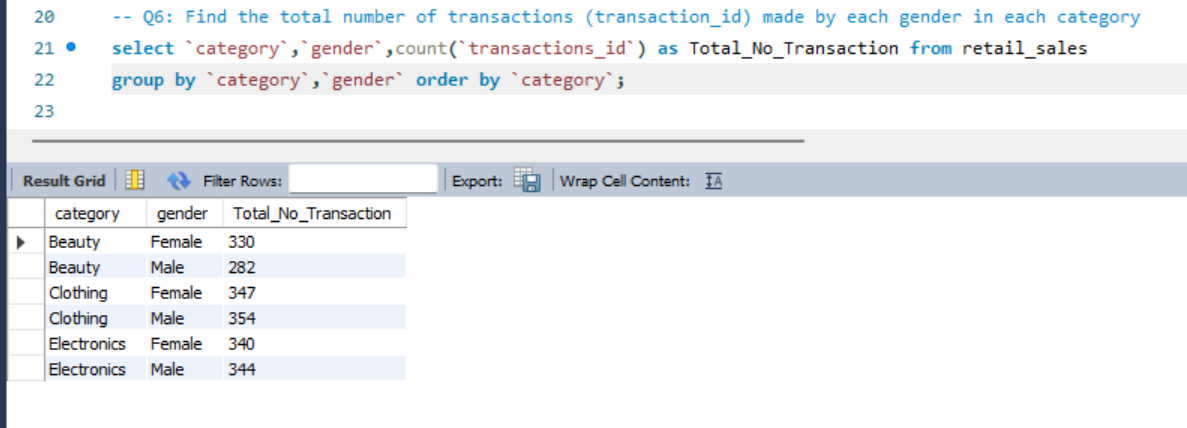 20 -- Q6: Find the total number of transactions (transaction_id) made by each gender in each category
21 select `category`,`gender`,count(`transactions_id`) as Total_No_Transaction from retail_sales
22 group by `category`,`gender` order by `category`;
23
Result Grid Filter Rows: Export: Wrap Cell Content: IA
category gender Total_No_Transaction
Beauty Female 330
Beauty Male 282
Clothing Female 347
Clothing Male 354
Electronics Female 340
Electronics Male 344